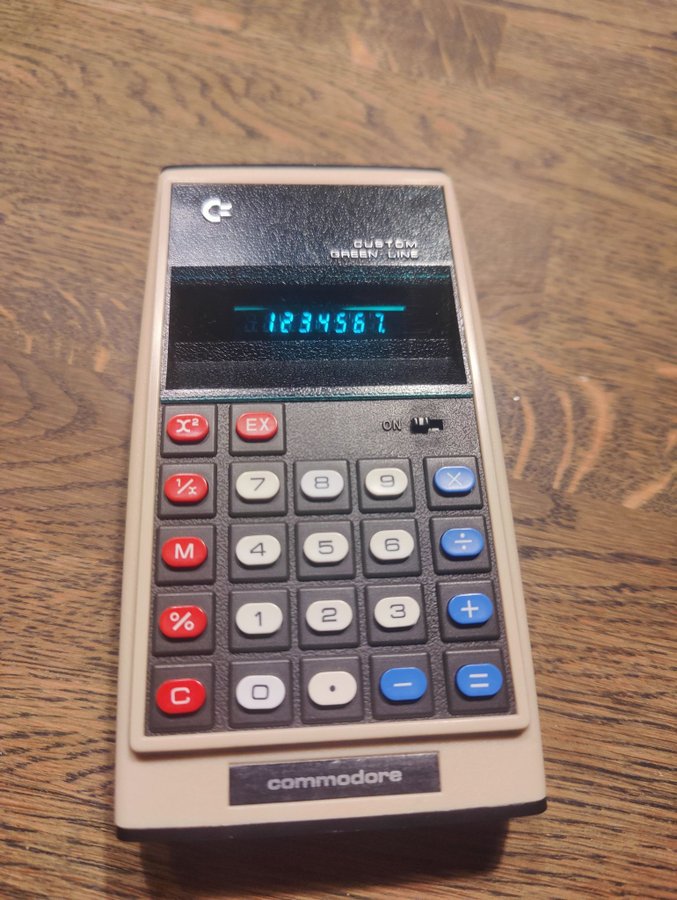 CUSTOM
GREEN LINE
1234567.
x² EX ON
1/x 7 8 9 ×
M 4 5 6 ÷
% 1 2 3 +
C 0 . − =
commodore